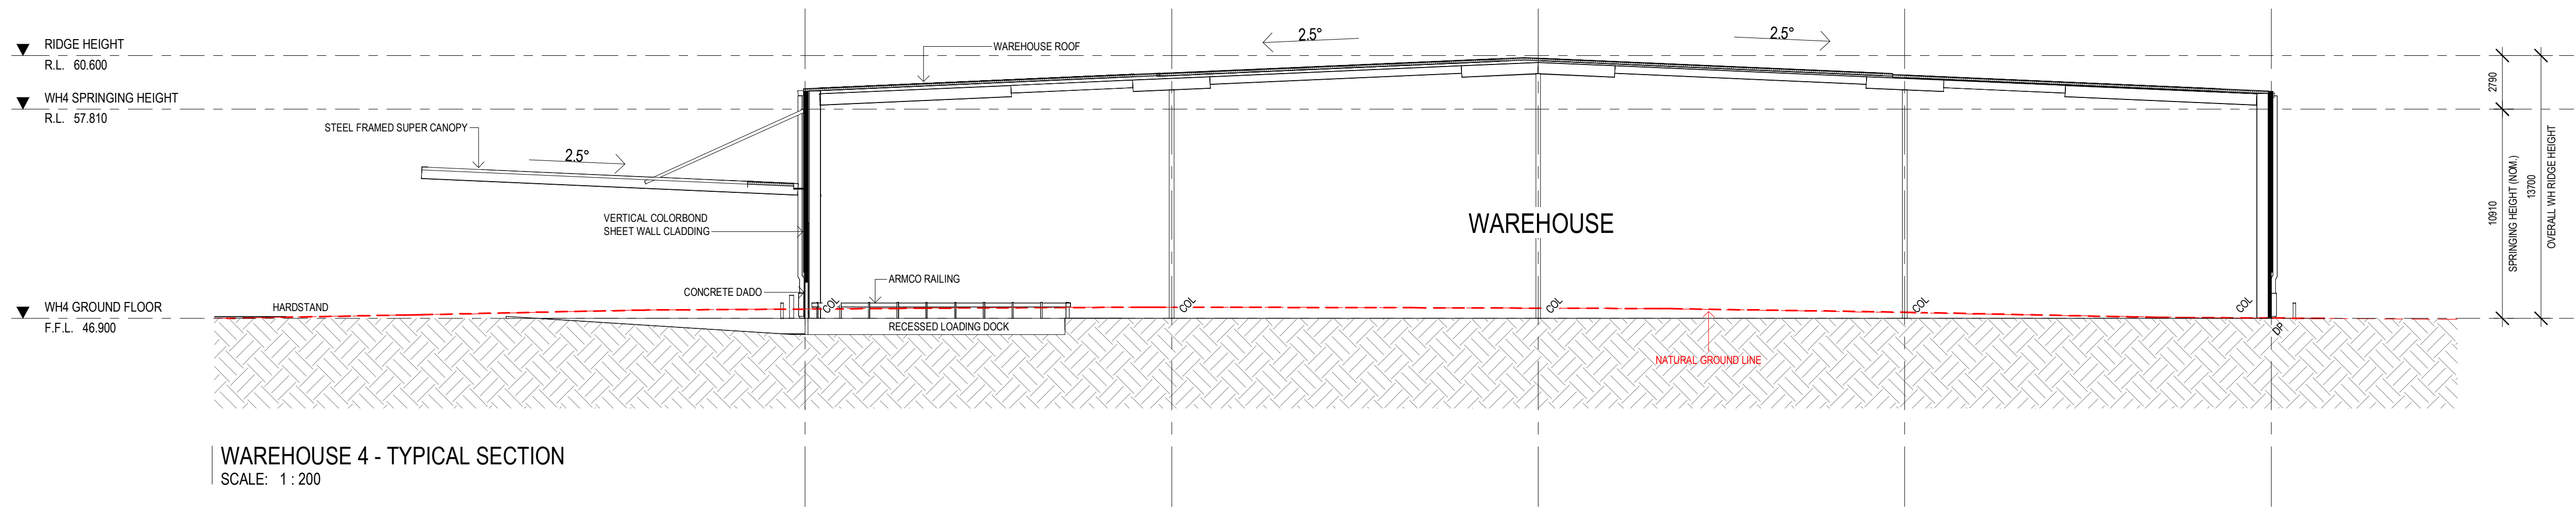 RIDGE HEIGHT
R.L. 60.600
WH4 SPRINGING HEIGHT
R.L. 57.810
WH4 GROUND FLOOR
F.F.L. 46.900
HARDSTAND
STEEL FRAMED SUPER CANOPY
2.5°
WAREHOUSE ROOF
2.5°
2.5°
VERTICAL COLORBOND
SHEET WALL CLADDING
CONCRETE DADO
ARMCO RAILING
RECESSED LOADING DOCK
WAREHOUSE
COL
COL
COL
COL
COL
DP
NATURAL GROUND LINE
2790
10910
SPRINGING HEIGHT (NOM.)
13700
OVERALL WH RIDGE HEIGHT
WAREHOUSE 4 - TYPICAL SECTION
SCALE: 1 : 200